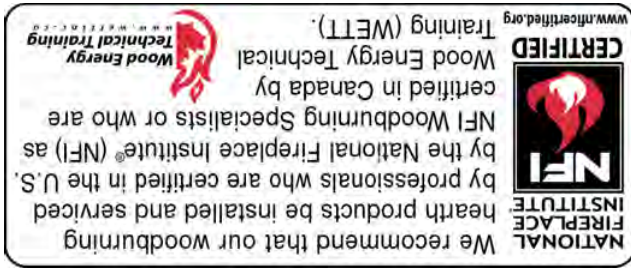 NATIONAL
FIREPLACE
INSTITUTE
NFI
CERTIFIED
www.nficertified.org
We recommend that our woodburning
hearth products be installed and serviced
by professionals who are certified in the U.S.
by the National Fireplace Institute® (NFI) as
NFI Woodburning Specialists or who are
certified in Canada by
Wood Energy Technical
Training (WETT).
Wood Energy
Technical Training
www.wettinc.ca